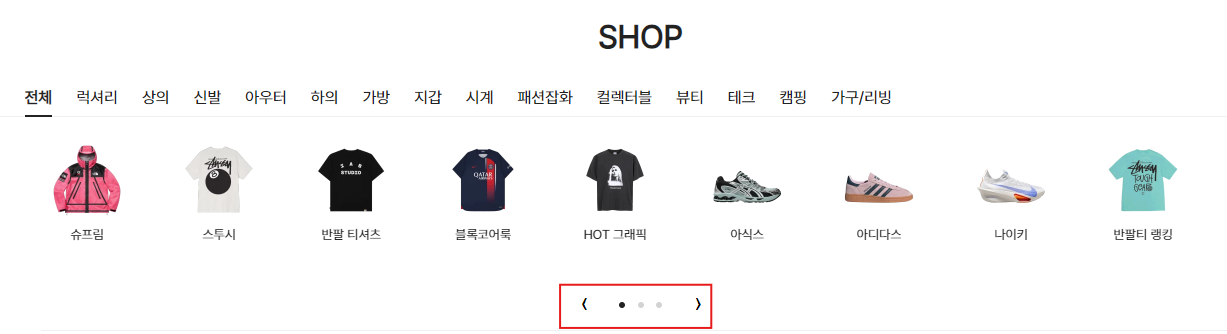 SHOP
전체 럭셔리 상의 신발 아우터 하의 가방 지갑 시계 패션잡화 컬렉터블 뷰티 테크 캠핑 가구/리빙
STUDIO
QATAR
슈프림 스투시 반팔 티셔츠 블록코어룩 HOT 그래픽 아식스 아디다스 나이키 반팔티 랭킹